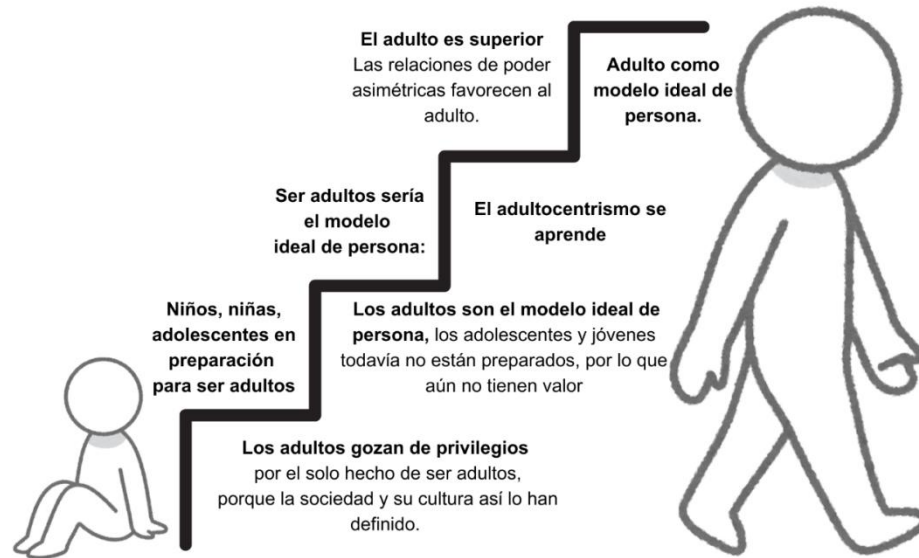 El adulto es superior
Las relaciones de poder
asimétricas favorecen al
adulto.
Adulto como
modelo ideal de
persona.
Ser adultos sería
el modelo
ideal de persona:
El adultocentrismo se
aprende
Niños, niñas,
adolescentes en
preparación
para ser adultos
Los adultos son el modelo ideal de
persona, los adolescentes y jóvenes
todavía no están preparados, por lo que
aún no tienen valor
Los adultos gozan de privilegios
por el solo hecho de ser adultos,
porque la sociedad y su cultura así lo han
definido.